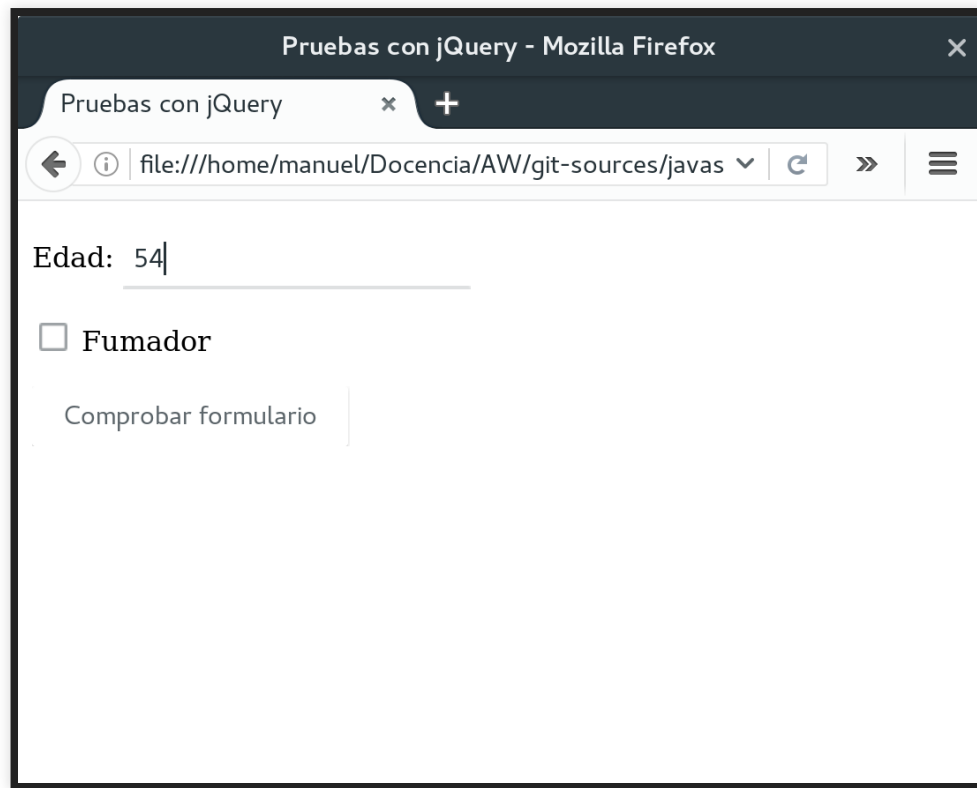 Pruebas con jQuery - Mozilla Firefox
Pruebas con jQuery
file:///home/manuel/Docencia/AW/git-sources/javas
Edad: 54
Fumador
Comprobar formulario